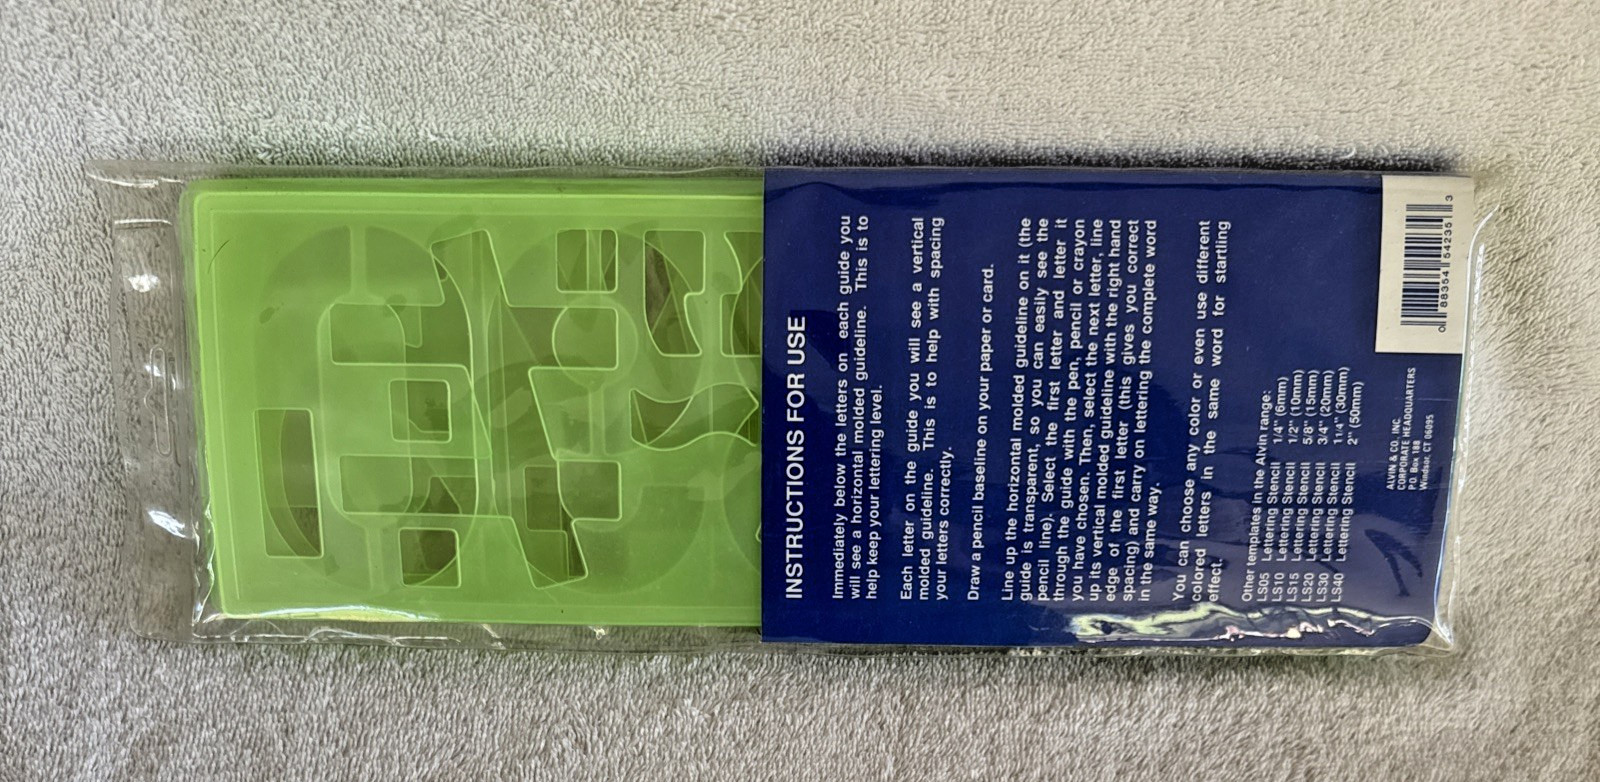 INSTRUCTIONS FOR USE
Immediately below the letters on each guide you
will see a horizontal molded guideline. This is to
help keep your lettering level.
Each letter on the guide you will see a vertical
molded guideline. This is to help with spacing
your letters correctly.
Draw a pencil baseline on your paper or card.
Line up the horizontal molded guideline on it (the
guide is transparent, so you can easily see the
pencil line). Select the first letter and letter it
through the guide with the pen, pencil or crayon
you have chosen. Then, select the next letter, line
up its vertical molded guideline with the right hand
edge of the first letter (this gives you correct
spacing) and carry on lettering the complete word
in the same way.
You can choose any color or even use different
colored letters in the same word for startling
effect.
Other templates in the Alvin range:
LS05 Lettering Stencil 1/4" (6mm)
LS10 Lettering Stencil 1/2" (10mm)
LS15 Lettering Stencil 5/8" (15mm)
LS20 Lettering Stencil 3/4" (20mm)
LS30 Lettering Stencil 11/4" (30mm)
LS40 Lettering Stencil 2" (50mm)
ALVIN & CO. INC.
CORPORATE HEADQUARTERS
P.O. Box 188
Windsor, CT 06095
0 88354 54235 3